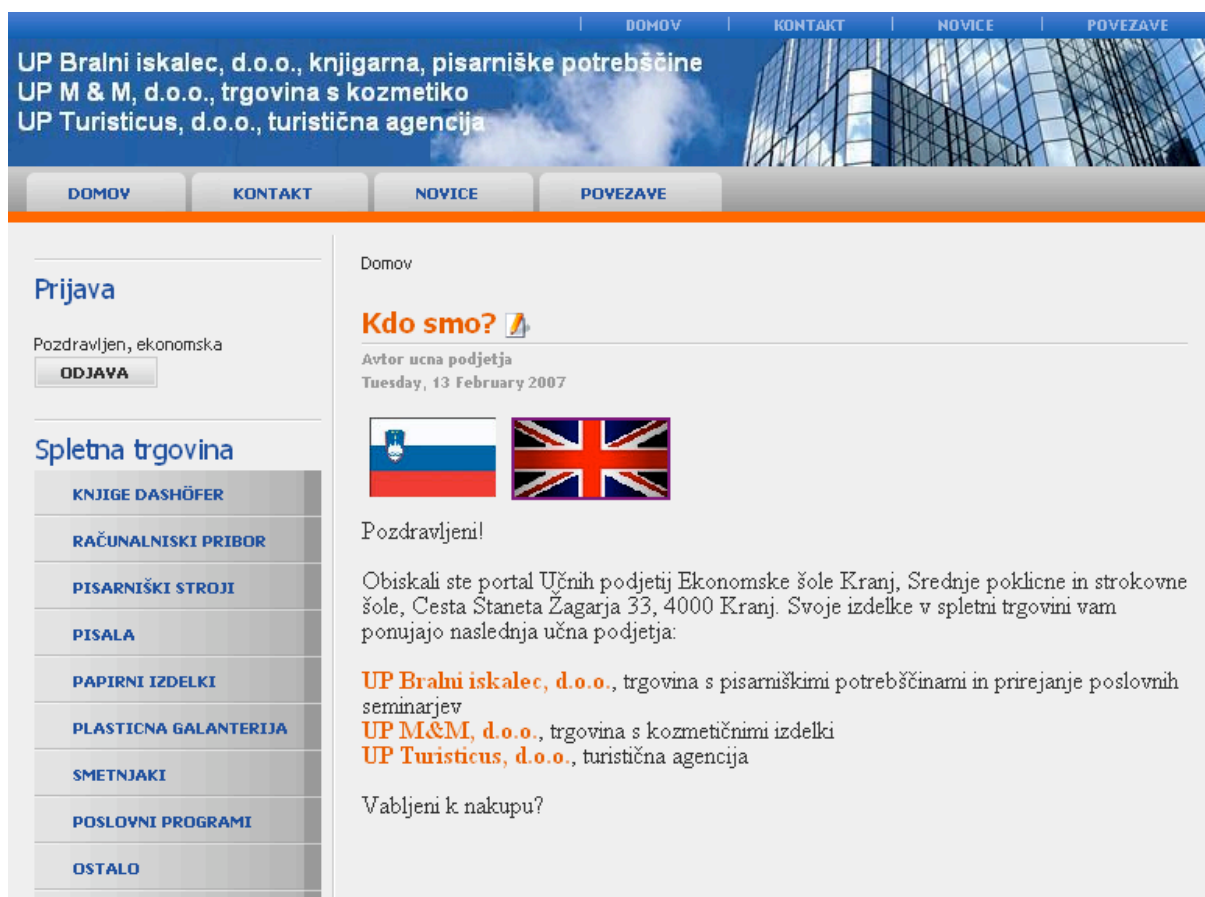 DOMOV | KONTAKT | NOVICE | POVEZAVE
UP Bralni iskalec, d.o.o., knjigarna, pisarniške potrebščine
UP M & M, d.o.o., trgovina s kozmetiko
UP Turisticus, d.o.o., turistična agencija
DOMOV KONTAKT NOVICE POVEZAVE
Prijava
Pozdravljen, ekonomska
ODJAVA
Spletna trgovina
KNJIGE DASHÖFER
RAČUNALNISKI PRIBOR
PISARNIŠKI STROJI
PISALA
PAPIRNI IZDELKI
PLASTICNA GALANTERIJA
SMETNJAKI
POSLOVNI PROGRAMI
OSTALO
Domov
Kdo smo?
Avtor ucna podjetja
Tuesday, 13 February 2007
Pozdravljeni!
Obiskali ste portal Učnih podjetij Ekonomske šole Kranj, Srednje poklicne in strokovne
šole, Cesta Staneta Žagarja 33, 4000 Kranj. Svoje izdelke v spletni trgovini vam
ponujajo naslednja učna podjetja:
UP Bralni iskalec, d.o.o., trgovina s pisarniškimi potrebščinami in prirejanje poslovnih
seminarjev
UP M&M, d.o.o., trgovina s kozmetičnimi izdelki
UP Turisticus, d.o.o., turistična agencija
Vabljeni k nakupu?